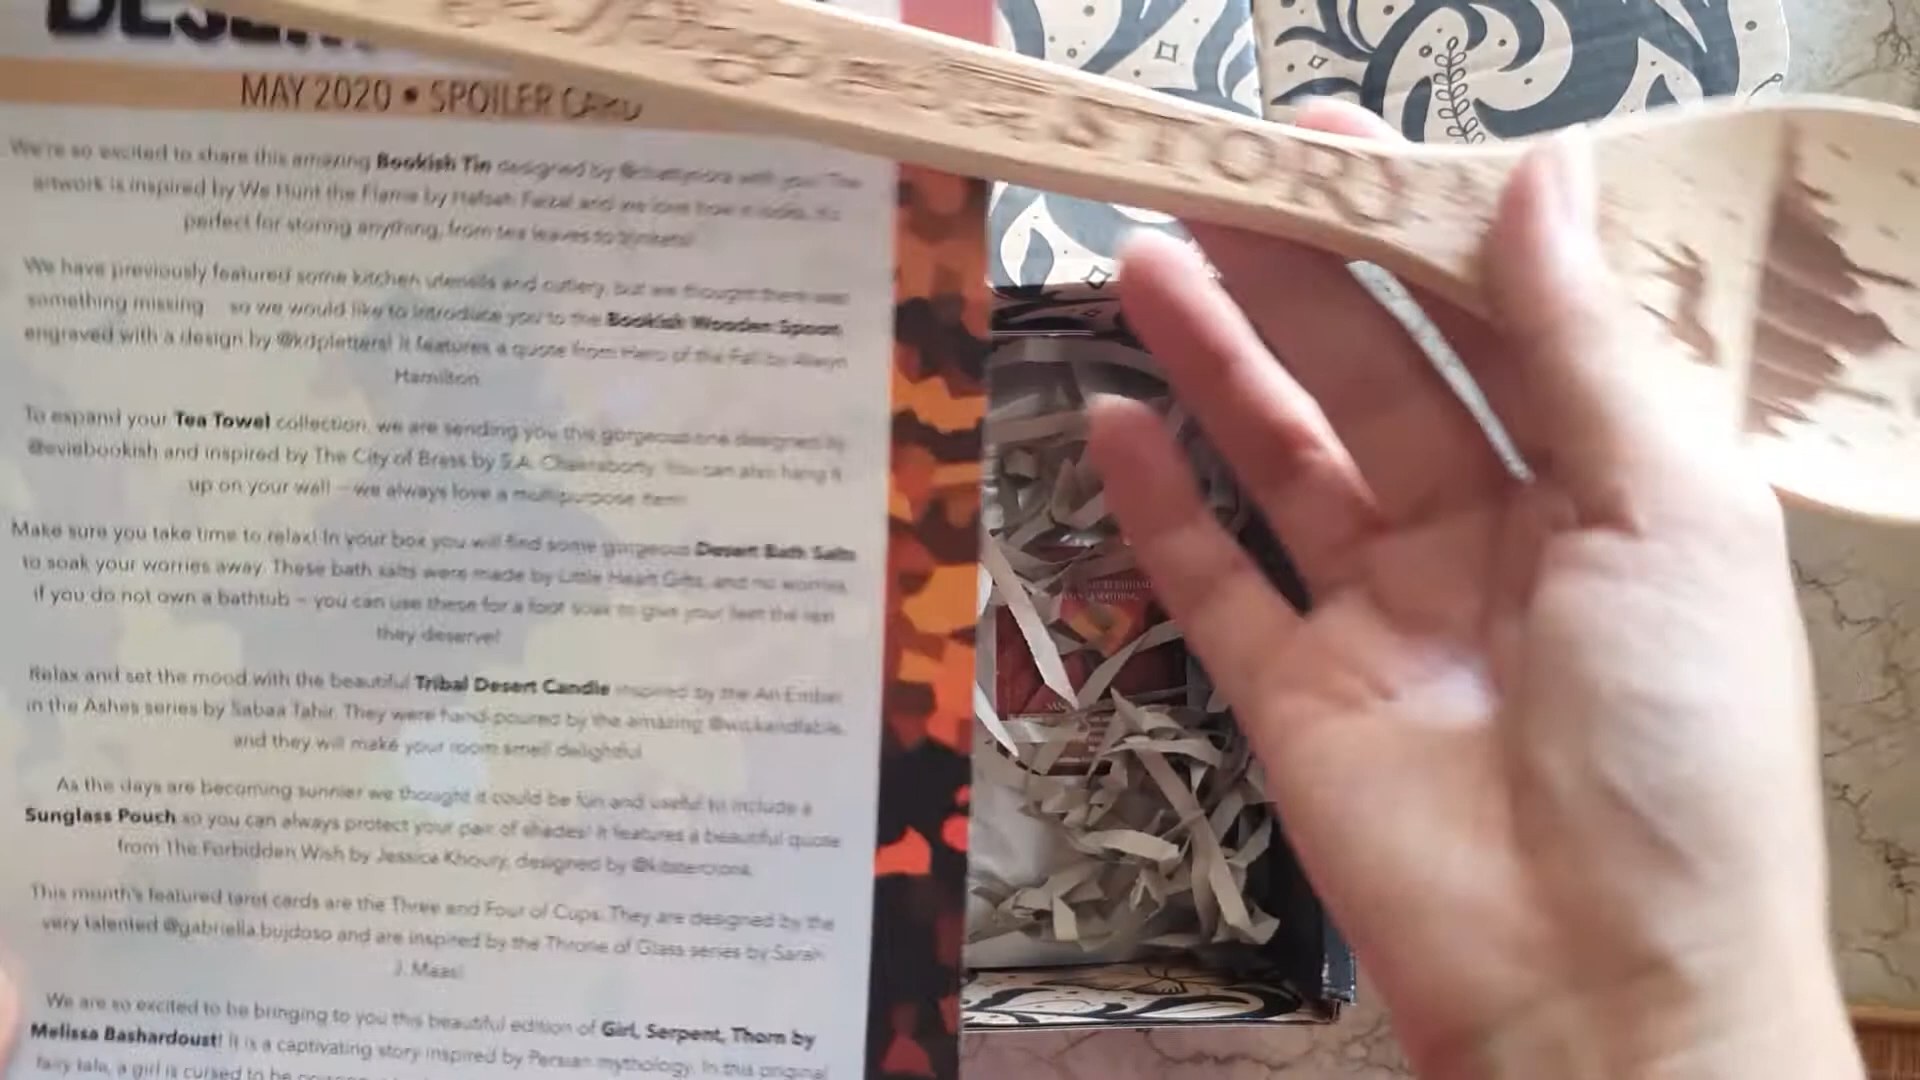 MAY 2020 • SPOILER CARD
We're so excited to share this amazing Bookish Tin designed by with you! The
artwork is inspired by We Hunt the Flame by Hafsah Faizal and we love how it looks. It's
perfect for storing anything, from tea leaves to trinkets!
We have previously featured some kitchen utensils and cutlery, but we thought there was
something missing so we would like to introduce you to the Bookish Wooden Spoon
engraved with a design by @kdpletters! It features a quote from Hero of the Fall by Alwyn
Hamilton.
To expand your Tea Towel collection, we are sending you this gorgeous one designed by
@eviebookish and inspired by The City of Brass by S.A. Chakraborty. You can also hang it
up on your wall – we always love a multipurpose item!
Make sure you take time to relax! In your box you will find some gorgeous Desert Bath Salts
to soak your worries away. These bath salts were made by Little Heart Gifts, and no worries
if you do not own a bathtub – you can use these for a foot soak to give your feet the rest
they deserve!
Relax and set the mood with the beautiful Tribal Desert Candle inspired by the An Ember
in the Ashes series by Sabaa Tahir. They were hand-poured by the amazing @wickandfable,
and they will make your room smell delightful
As the days are becoming sunnier we thought it could be fun and useful to include a
Sunglass Pouch so you can always protect your pair of shades! It features a beautiful quote
from The Forbidden Wish by Jessica Khoury, designed by
This month's featured tarot cards are the Three and Four of Cups. They are designed by the
very talented @gabriella.bujdoso and are inspired by the Throne of Glass series by Sarah
J. Maas!
We are so excited to be bringing to you this beautiful edition of Girl, Serpent, Thorn by
Melissa Bashardoust! It is a captivating story inspired by Persian mythology. In this original
fairy tale, a girl is cursed to be
STORY